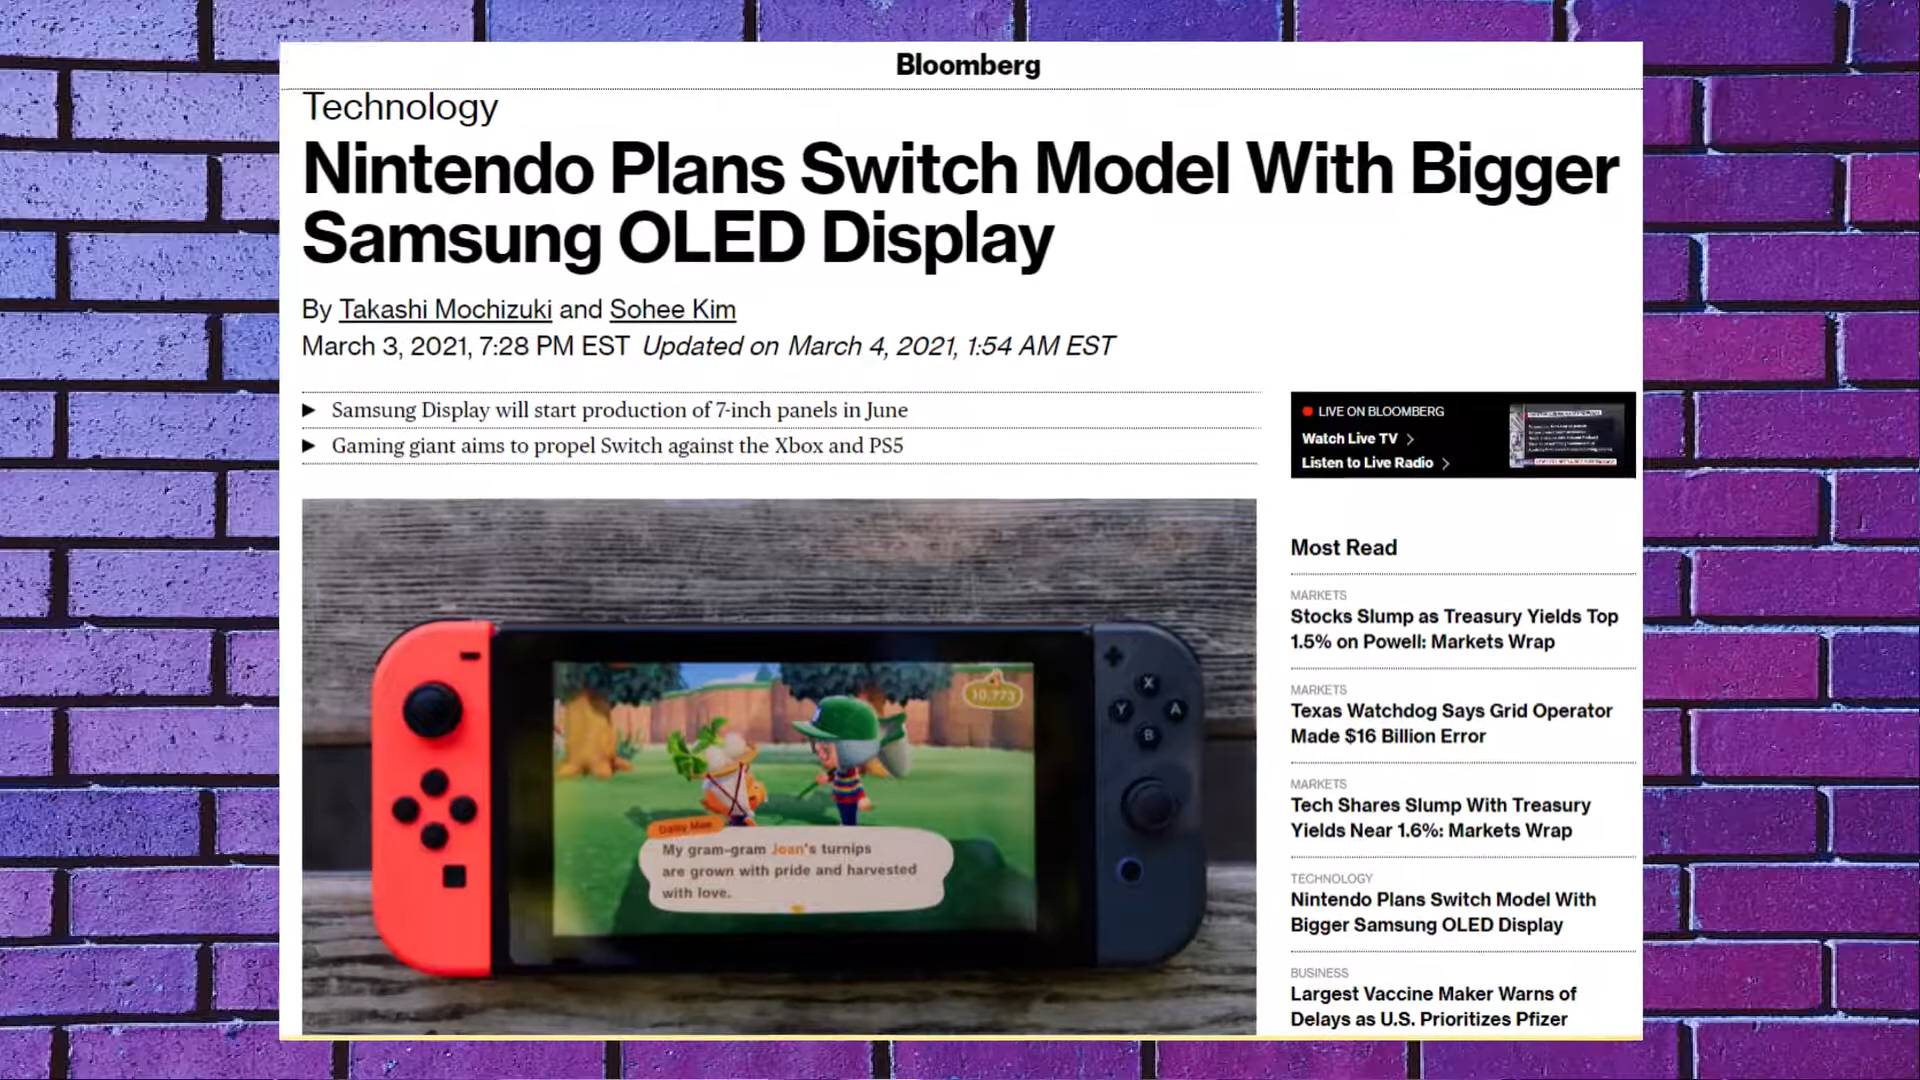 Bloomberg
Technology
Nintendo Plans Switch Model With Bigger
Samsung OLED Display
By Takashi Mochizuki and Sohee Kim
March 3, 2021, 7:28 PM EST Updated on March 4, 2021, 1:54 AM EST
► Samsung Display will start production of 7-inch panels in June
► Gaming giant aims to propel Switch against the Xbox and PS5
LIVE ON BLOOMBERG
Watch Live TV >
Listen to Live Radio >
10,773
X
Y
A
B
Daisy Mae
My gram-gram Joan's turnips
are grown with pride and harvested
with love.
Most Read
MARKETS
Stocks Slump as Treasury Yields Top
1.5% on Powell: Markets Wrap
MARKETS
Texas Watchdog Says Grid Operator
Made $16 Billion Error
MARKETS
Tech Shares Slump With Treasury
Yields Near 1.6%: Markets Wrap
TECHNOLOGY
Nintendo Plans Switch Model With
Bigger Samsung OLED Display
BUSINESS
Largest Vaccine Maker Warns of
Delays as U.S. Prioritizes Pfizer